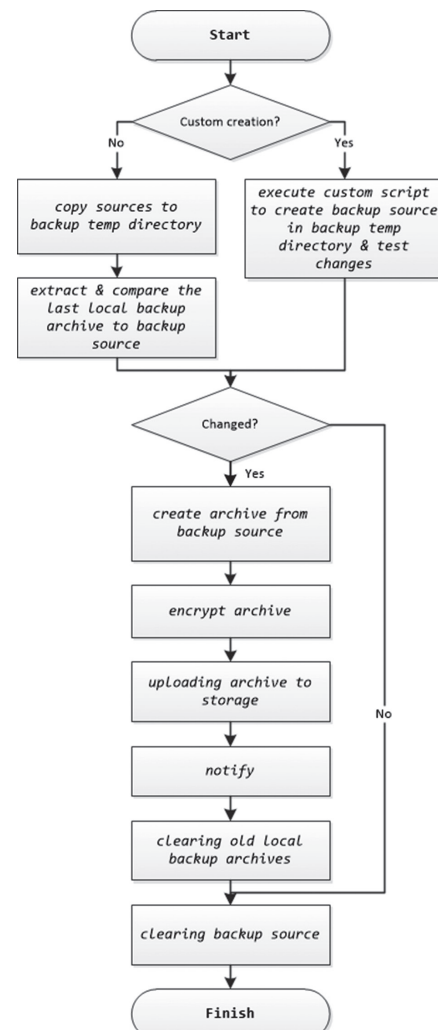 Start
Custom creation?
No
Yes
copy sources to
backup temp directory
execute custom script
to create backup source
in backup temp
directory & test
changes
extract & compare the
last local backup
archive to backup
source
Changed?
Yes
create archive from
backup source
encrypt archive
uploading archive to
storage
No
notify
clearing old local
backup archives
clearing backup source
Finish